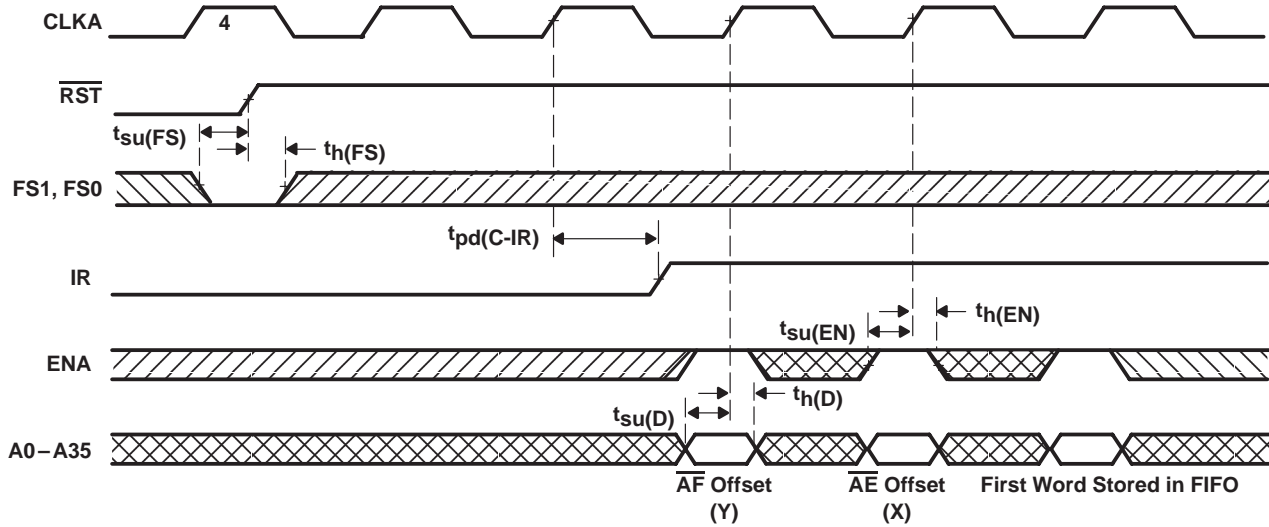 CLKA
4
RST
tsu(FS)
th(FS)
FS1, FS0
tpd(C-IR)
IR
tsu(EN)
th(EN)
ENA
tsu(D)
th(D)
A0–A35
AF Offset
(Y)
AE Offset
(X)
First Word Stored in FIFO